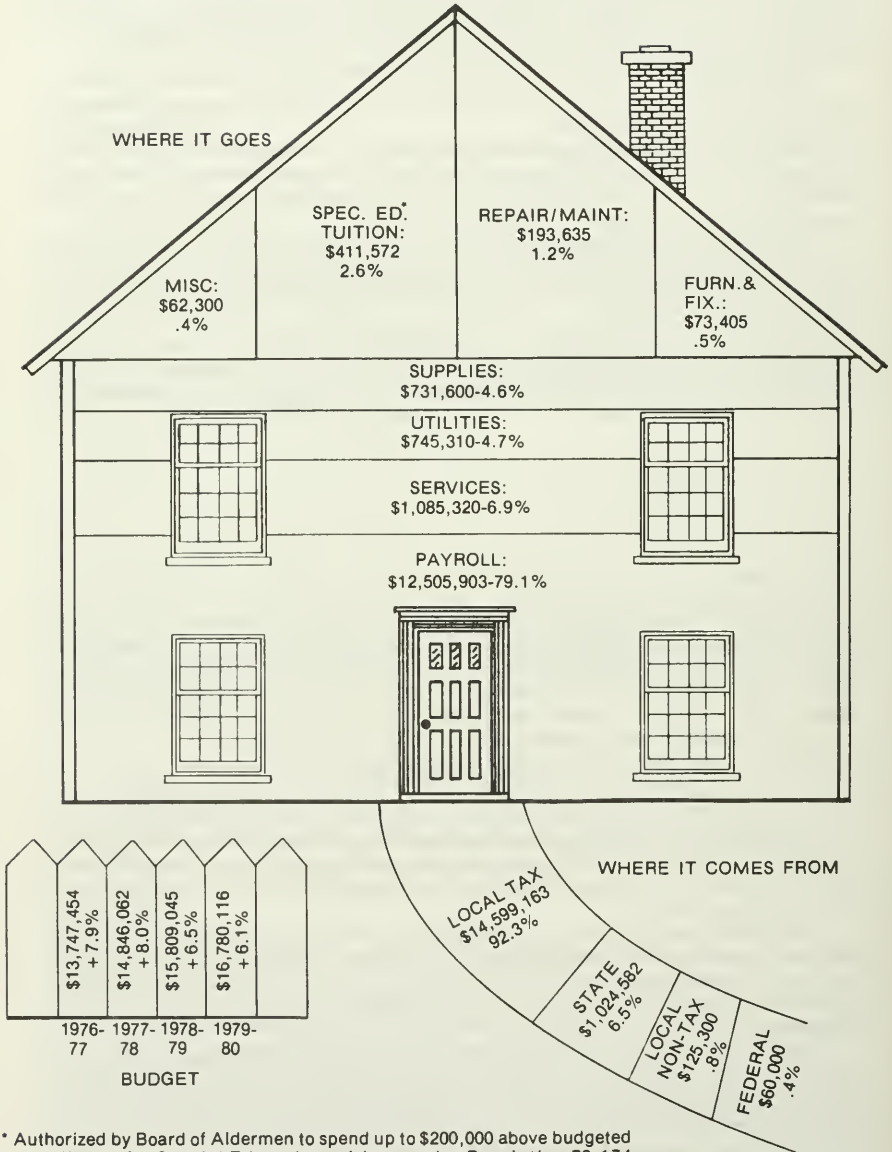 WHERE IT GOES
MISC:
$62,300
.4%
SPEC. ED.*
TUITION:
$411,572
2.6%
REPAIR/MAINT:
$193,635
1.2%
FURN.&
FIX.:
$73,405
.5%
SUPPLIES:
$731,600-4.6%
UTILITIES:
$745,310-4.7%
SERVICES:
$1,085,320-6.9%
PAYROLL:
$12,505,903-79.1%
WHERE IT COMES FROM
LOCAL TAX
$14,599,163
92.3%
STATE
$1,024,582
6.5%
LOCAL
NON-TAX
$125,300
.8%
FEDERAL
$60,000
.4%
$13,747,454
+ 7.9%
$14,846,062
+ 8.0%
$15,809,045
+ 6.5%
$16,780,116
+ 6.1%
1976-
77
1977-
78
1978-
79
1979-
80
BUDGET
* Authorized by Board of Aldermen to spend up to $200,000 above budgeted